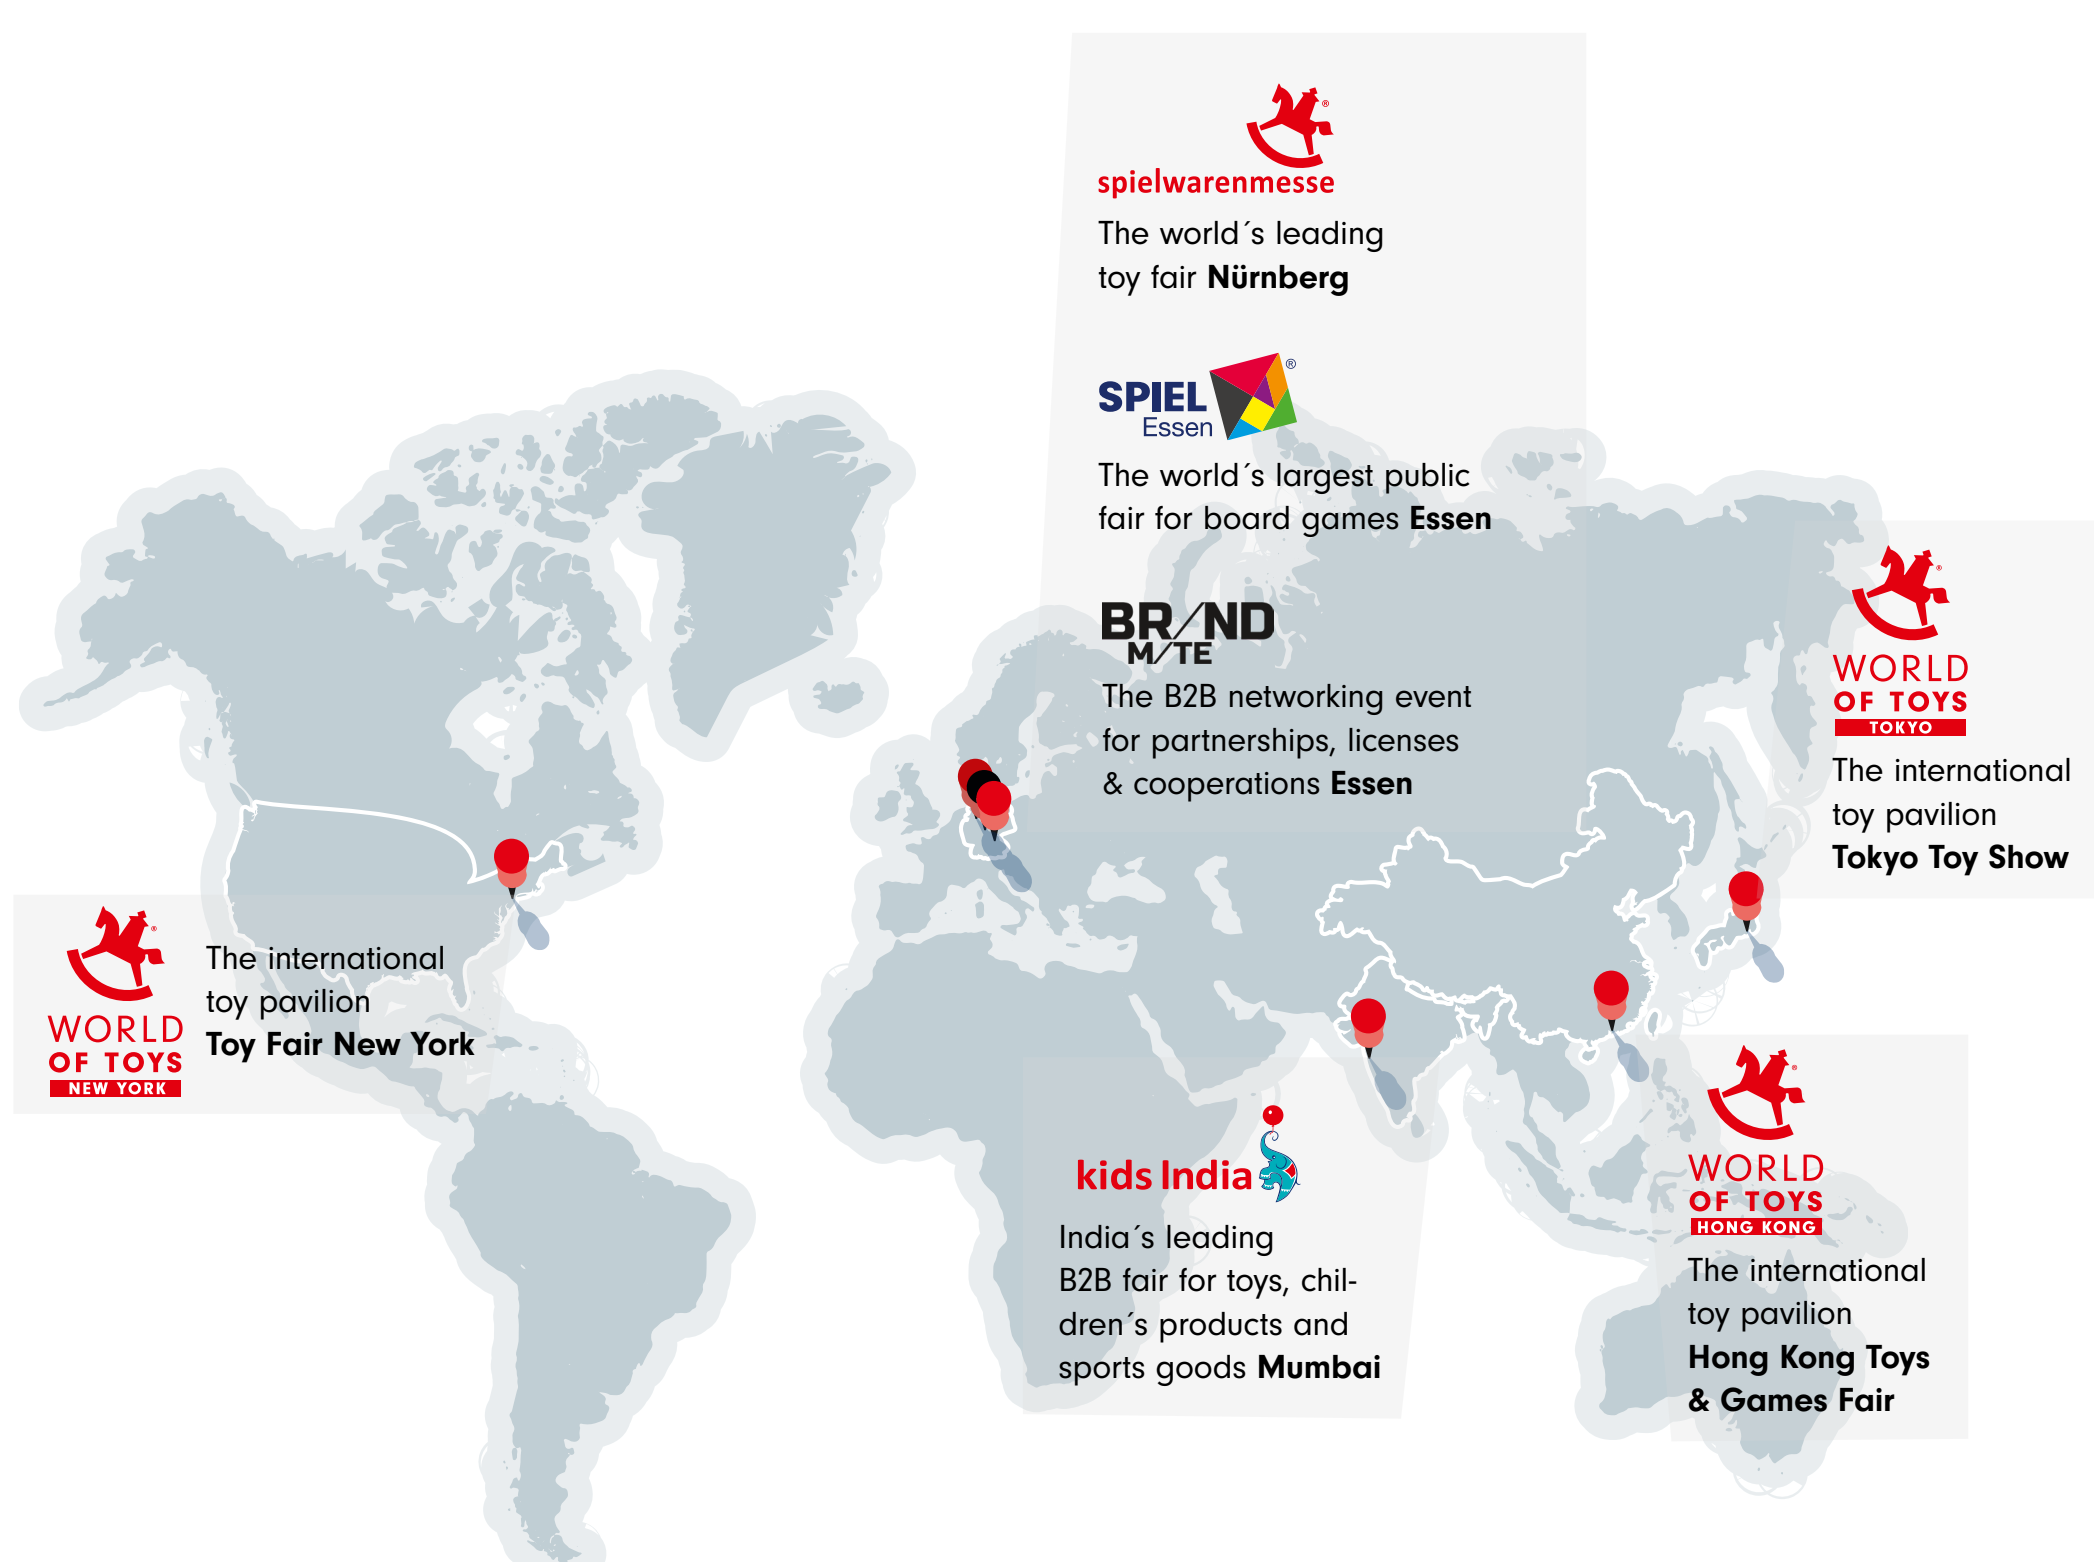 spielwarenmesse
The world´s leading
toy fair Nürnberg
SPIEL
Essen
The world´s largest public
fair for board games Essen
BRAND
MATE
The B2B networking event
for partnerships, licenses
& cooperations Essen
WORLD
OF TOYS
TOKYO
The international
toy pavilion
Tokyo Toy Show
WORLD
OF TOYS
NEW YORK
The international
toy pavilion
Toy Fair New York
kids India
India´s leading
B2B fair for toys, chil-
dren´s products and
sports goods Mumbai
WORLD
OF TOYS
HONG KONG
The international
toy pavilion
Hong Kong Toys
& Games Fair